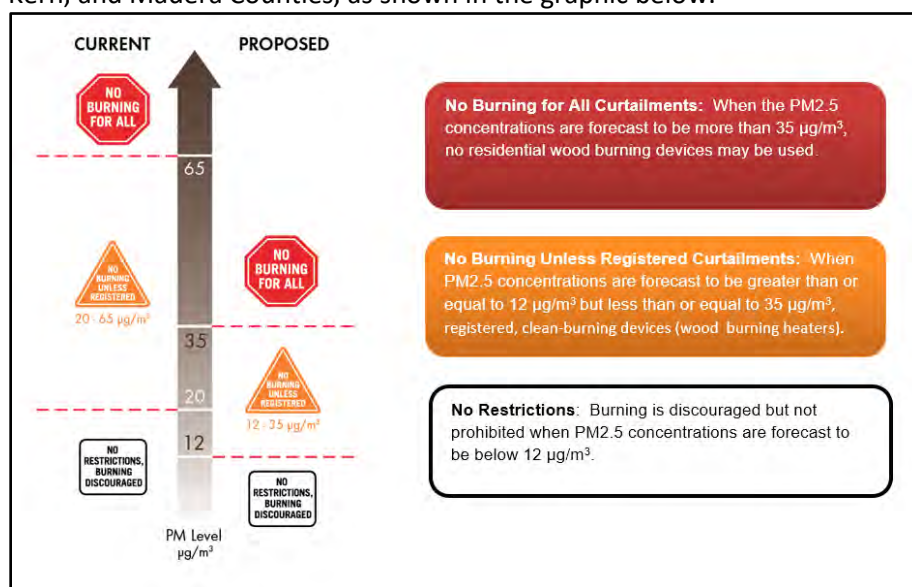 Kern, and Madera Counties, as shown in the graphic below:
CURRENT
PROPOSED
NO
BURNING
FOR ALL
65
NO
BURNING
UNLESS
REGISTERED
20 - 65 µg/m³
NO
BURNING
FOR ALL
35
20
NO
BURNING
UNLESS
REGISTERED
12 - 35 µg/m³
12
NO
RESTRICTIONS,
BURNING
DISCOURAGED
NO
RESTRICTIONS,
BURNING
DISCOURAGED
PM Level
µg/m³
No Burning for All Curtailments: When the PM2.5
concentrations are forecast to be more than 35 µg/m³,
no residential wood burning devices may be used.
No Burning Unless Registered Curtailments: When
PM2.5 concentrations are forecast to be greater than or
equal to 12 µg/m³ but less than or equal to 35 µg/m³,
registered, clean-burning devices (wood burning heaters).
No Restrictions: Burning is discouraged but not
prohibited when PM2.5 concentrations are forecast to
be below 12 µg/m³.